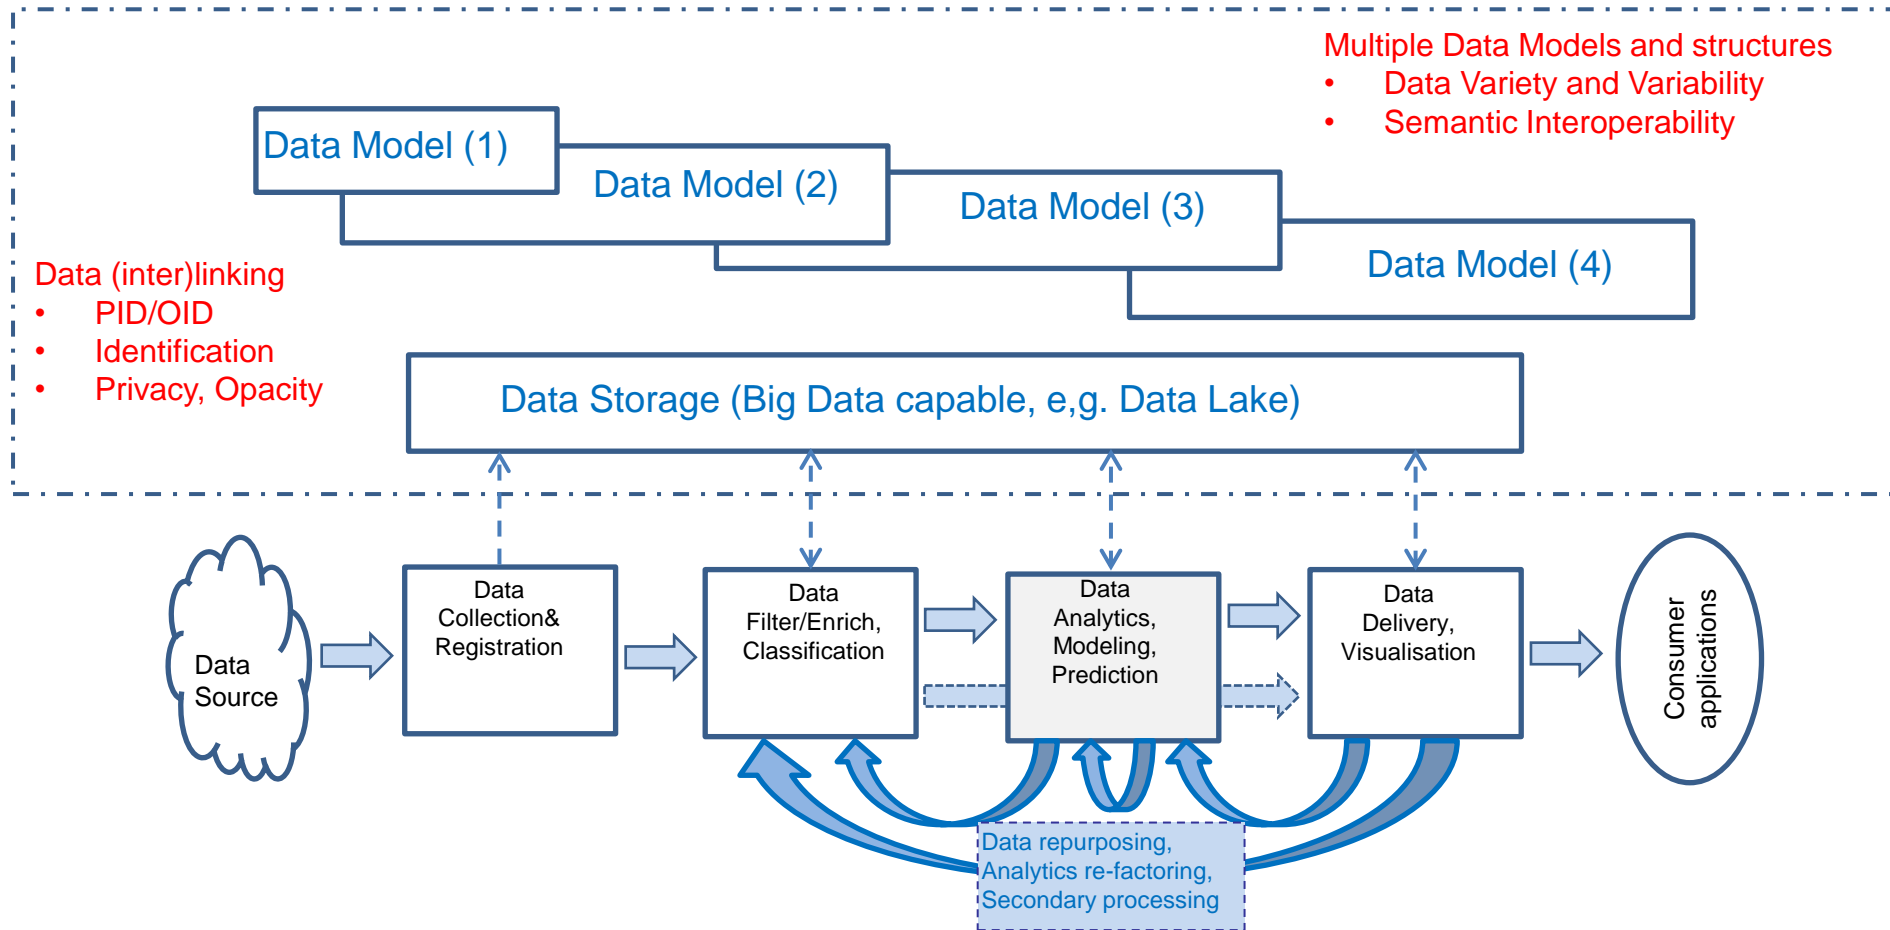 Multiple Data Models and structures
• Data Variety and Variability
• Semantic Interoperability
Data Model (1)
Data Model (2)
Data Model (3)
Data Model (4)
Data (inter)linking
• PID/OID
• Identification
• Privacy, Opacity
Data Storage (Big Data capable, e,g. Data Lake)
Data
Source
Data
Collection&
Registration
Data
Filter/Enrich,
Classification
Data
Analytics,
Modeling,
Prediction
Data
Delivery,
Visualisation
Consumer
applications
Data repurposing,
Analytics re-factoring,
Secondary processing